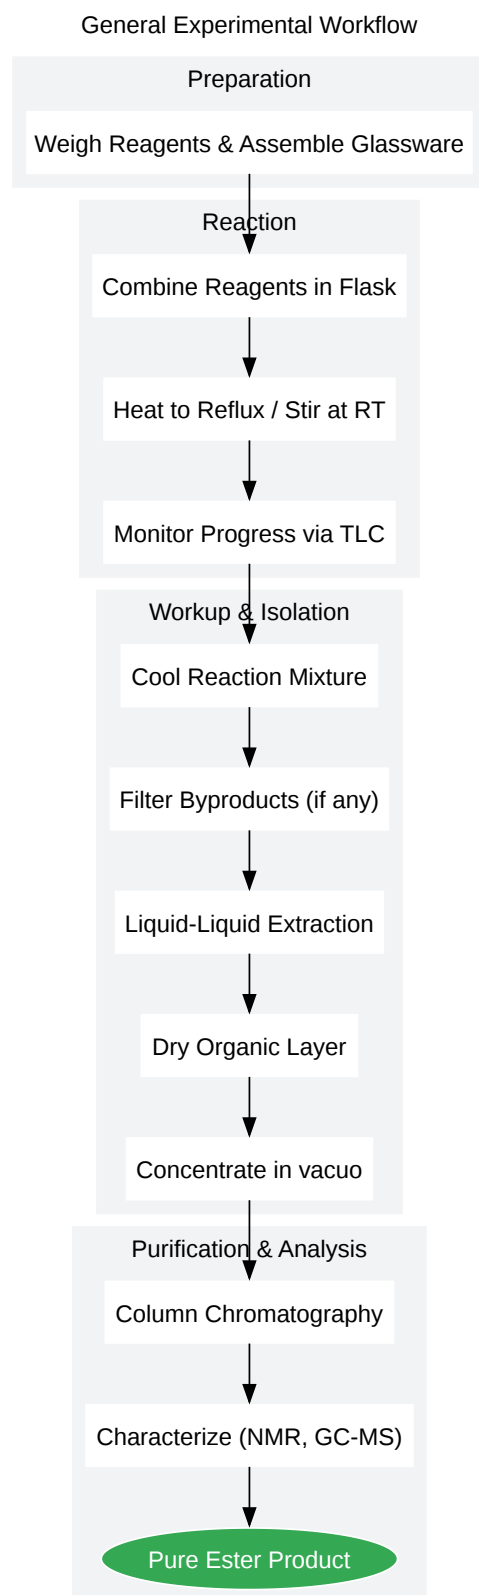 General Experimental Workflow
Preparation
Weigh Reagents & Assemble Glassware
Reaction
Combine Reagents in Flask
Heat to Reflux / Stir at RT
Monitor Progress via TLC
Workup & Isolation
Cool Reaction Mixture
Filter Byproducts (if any)
Liquid-Liquid Extraction
Dry Organic Layer
Concentrate in vacuo
Purification & Analysis
Column Chromatography
Characterize (NMR, GC-MS)
Pure Ester Product